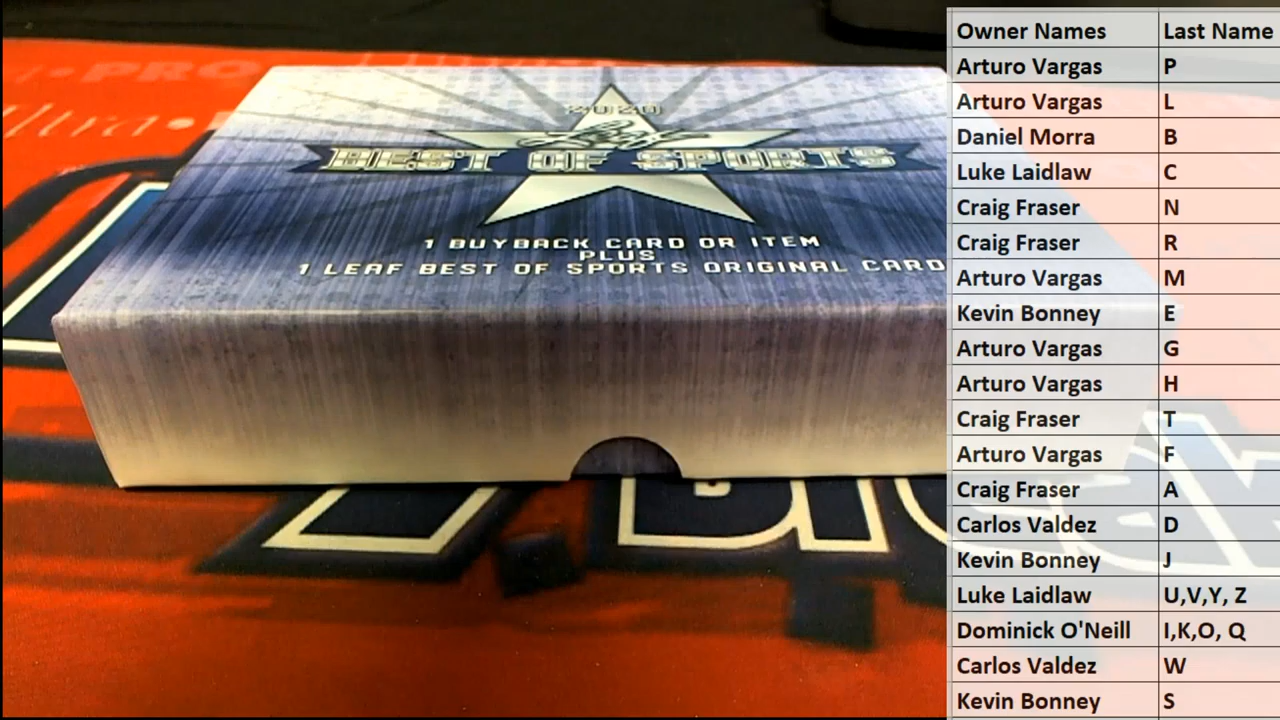 2020
Leaf
BEST OF SPORTS
1 BUYBACK CARD OR ITEM
PLUS
1 LEAF BEST OF SPORTS ORIGINAL CARD
PRO
Ultra
Owner Names Last Name
Arturo Vargas P
Arturo Vargas L
Daniel Morra B
Luke Laidlaw C
Craig Fraser N
Craig Fraser R
Arturo Vargas M
Kevin Bonney E
Arturo Vargas G
Arturo Vargas H
Craig Fraser T
Arturo Vargas F
Craig Fraser A
Carlos Valdez D
Kevin Bonney J
Luke Laidlaw U,V,Y, Z
Dominick O'Neill I,K,O, Q
Carlos Valdez W
Kevin Bonney S